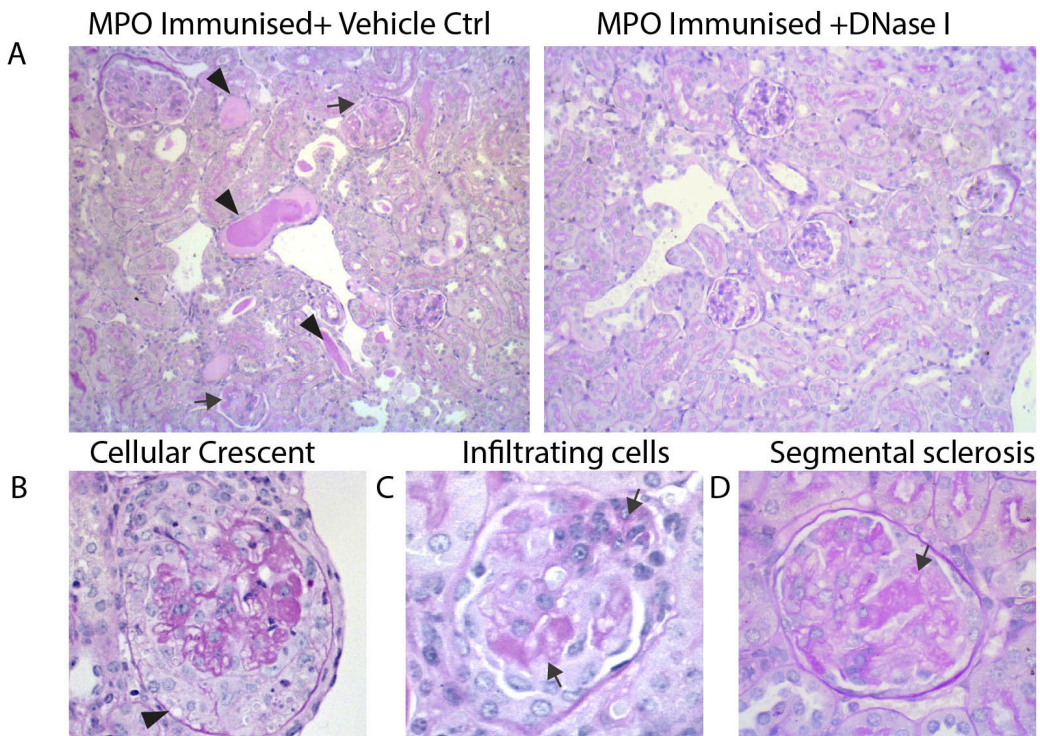 MPO Immunised+ Vehicle Ctrl
MPO Immunised +DNase I
A
Cellular Crescent
Infiltrating cells
Segmental sclerosis
B
C
D